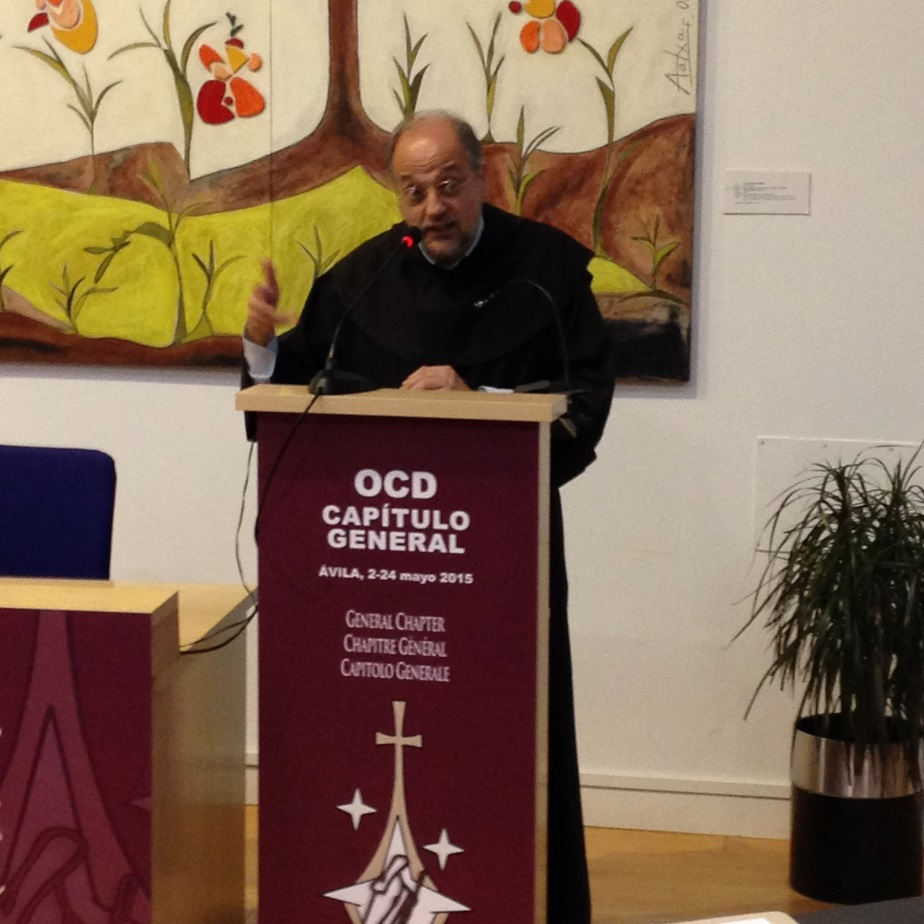 OCD
CAPÍTULO
GENERAL
ÁVILA, 2-24 mayo 2015
GENERAL CHAPTER
CHAPITRE GÉNÉRAL
CAPITOLO GENERALE